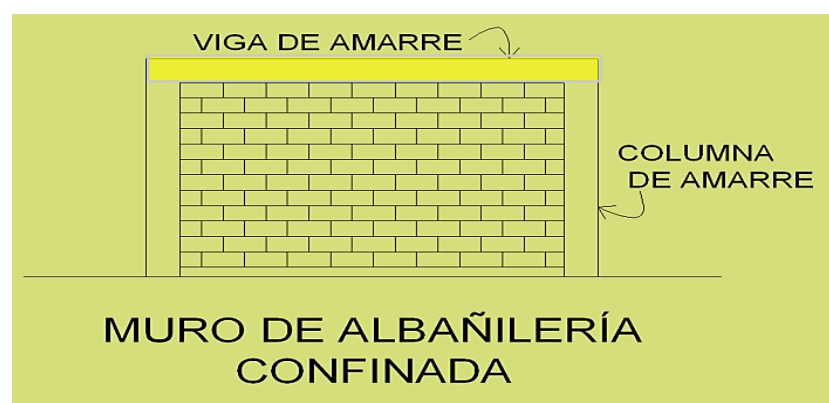 VIGA DE AMARRE
COLUMNA
DE AMARRE
MURO DE ALBAÑILERÍA
CONFINADA